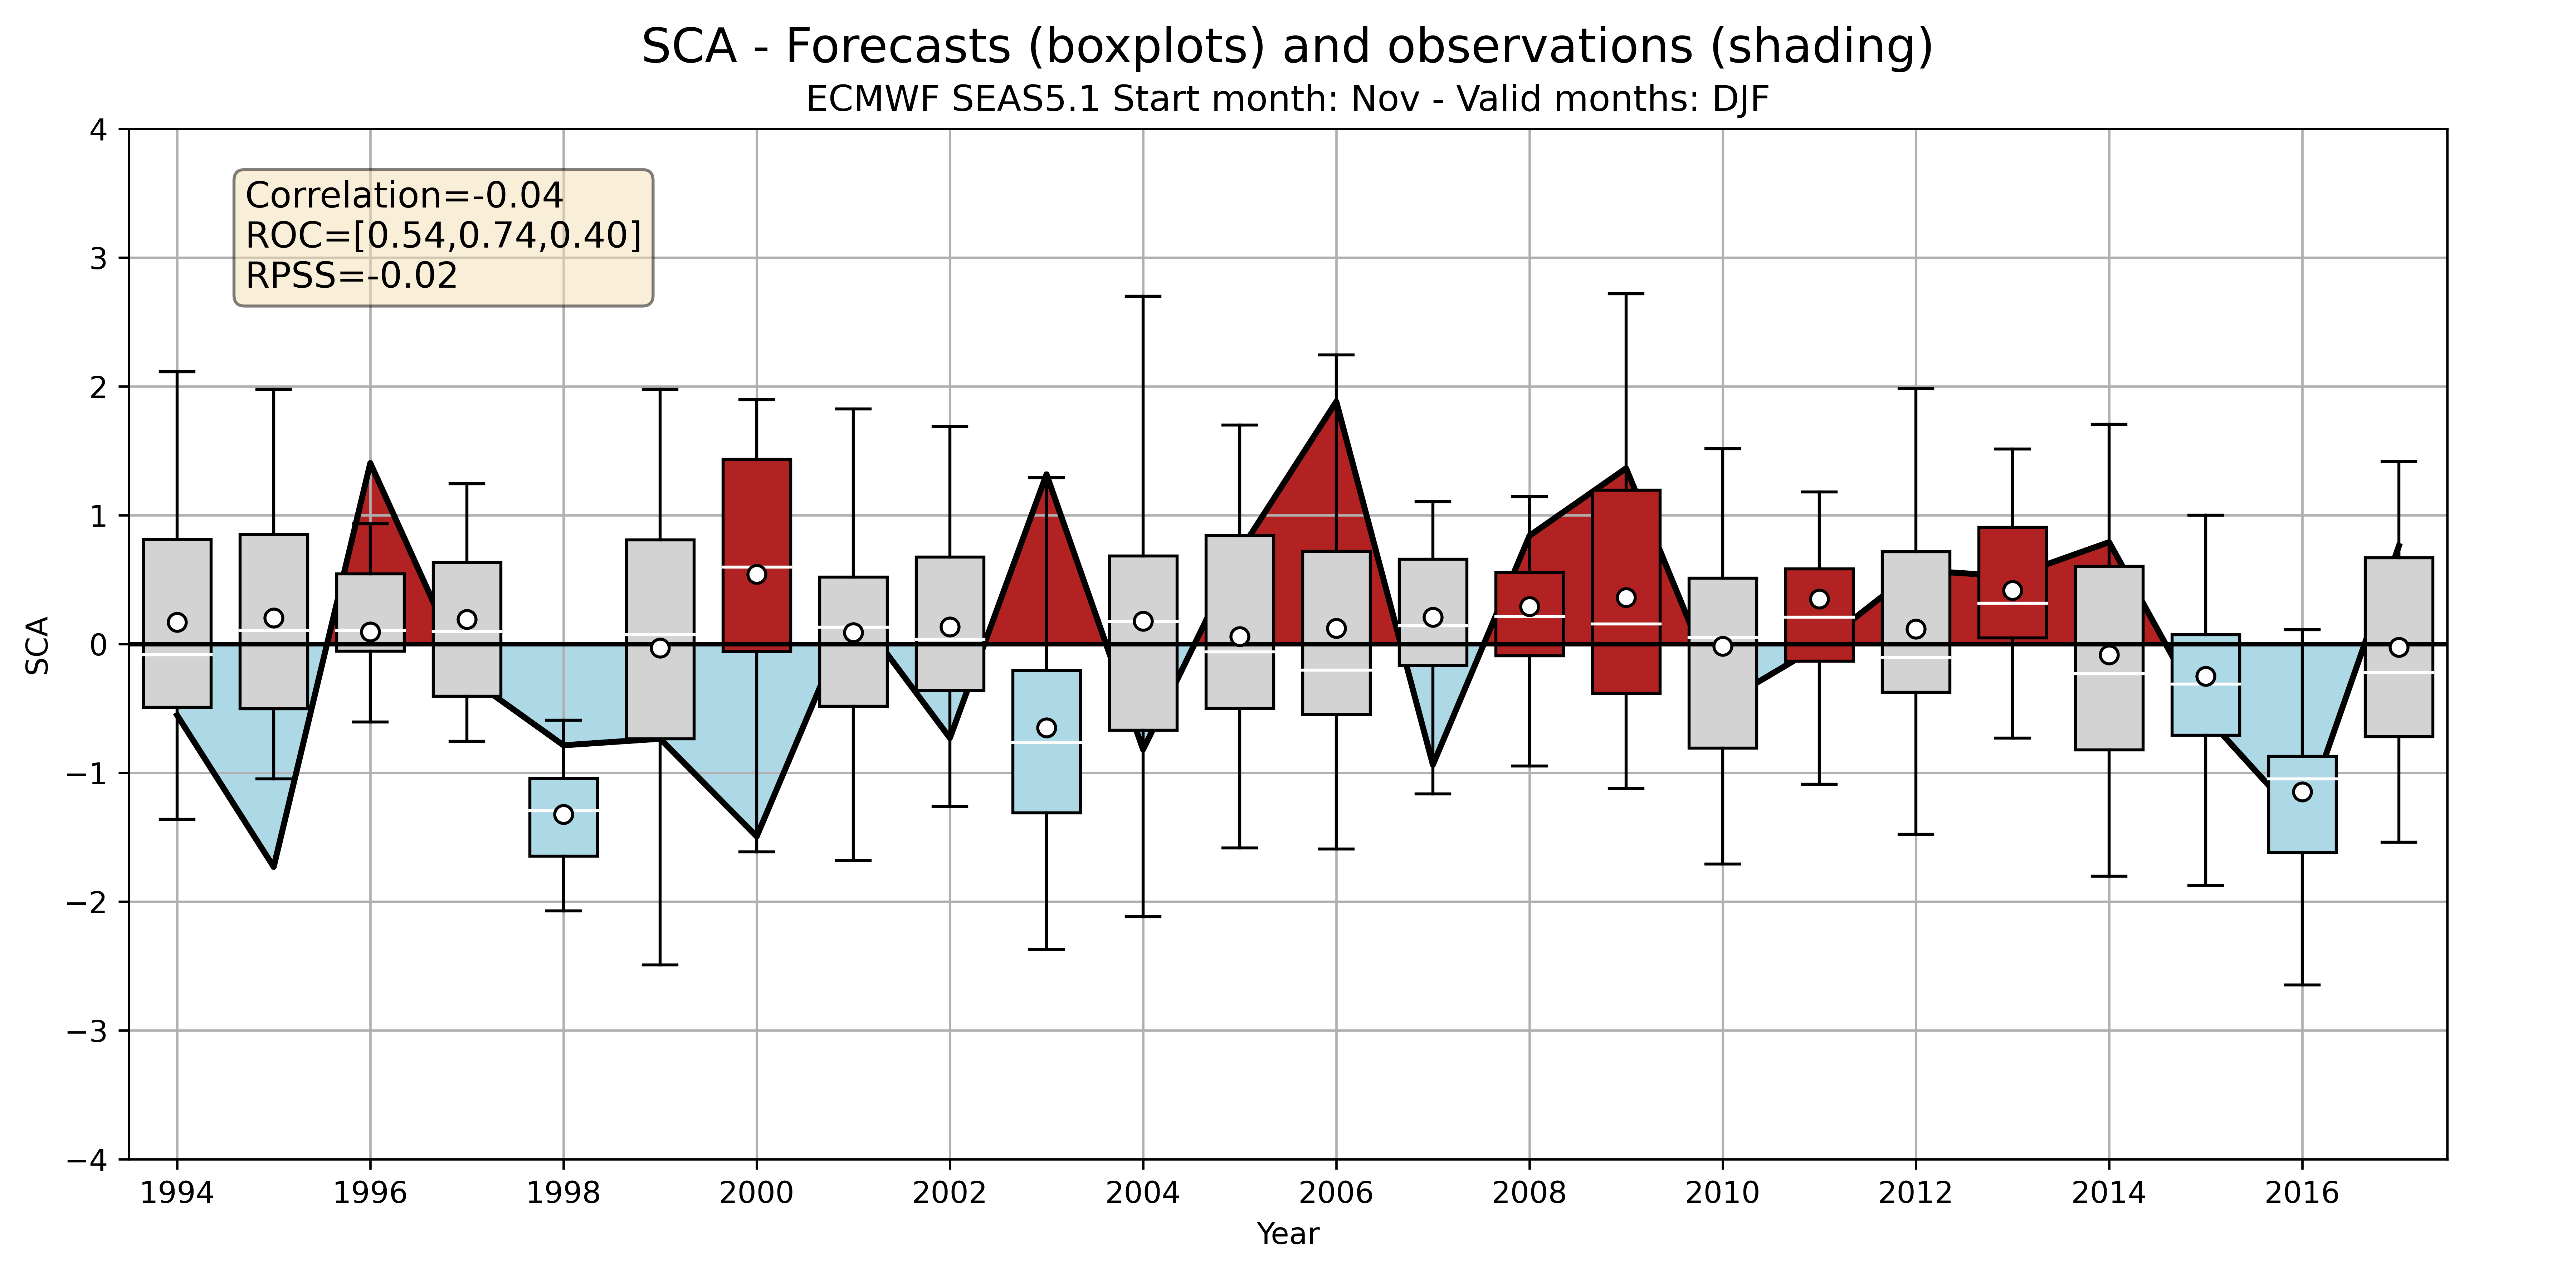 SCA - Forecasts (boxplots) and observations (shading)
ECMWF SEAS5.1 Start month: Nov - Valid months: DJF
Correlation=-0.04
ROC=[0.54,0.74,0.40]
RPSS=-0.02
4
3
2
1
0
−1
−2
−3
−4
SCA
1994 1996 1998 2000 2002 2004 2006 2008 2010 2012 2014 2016
Year